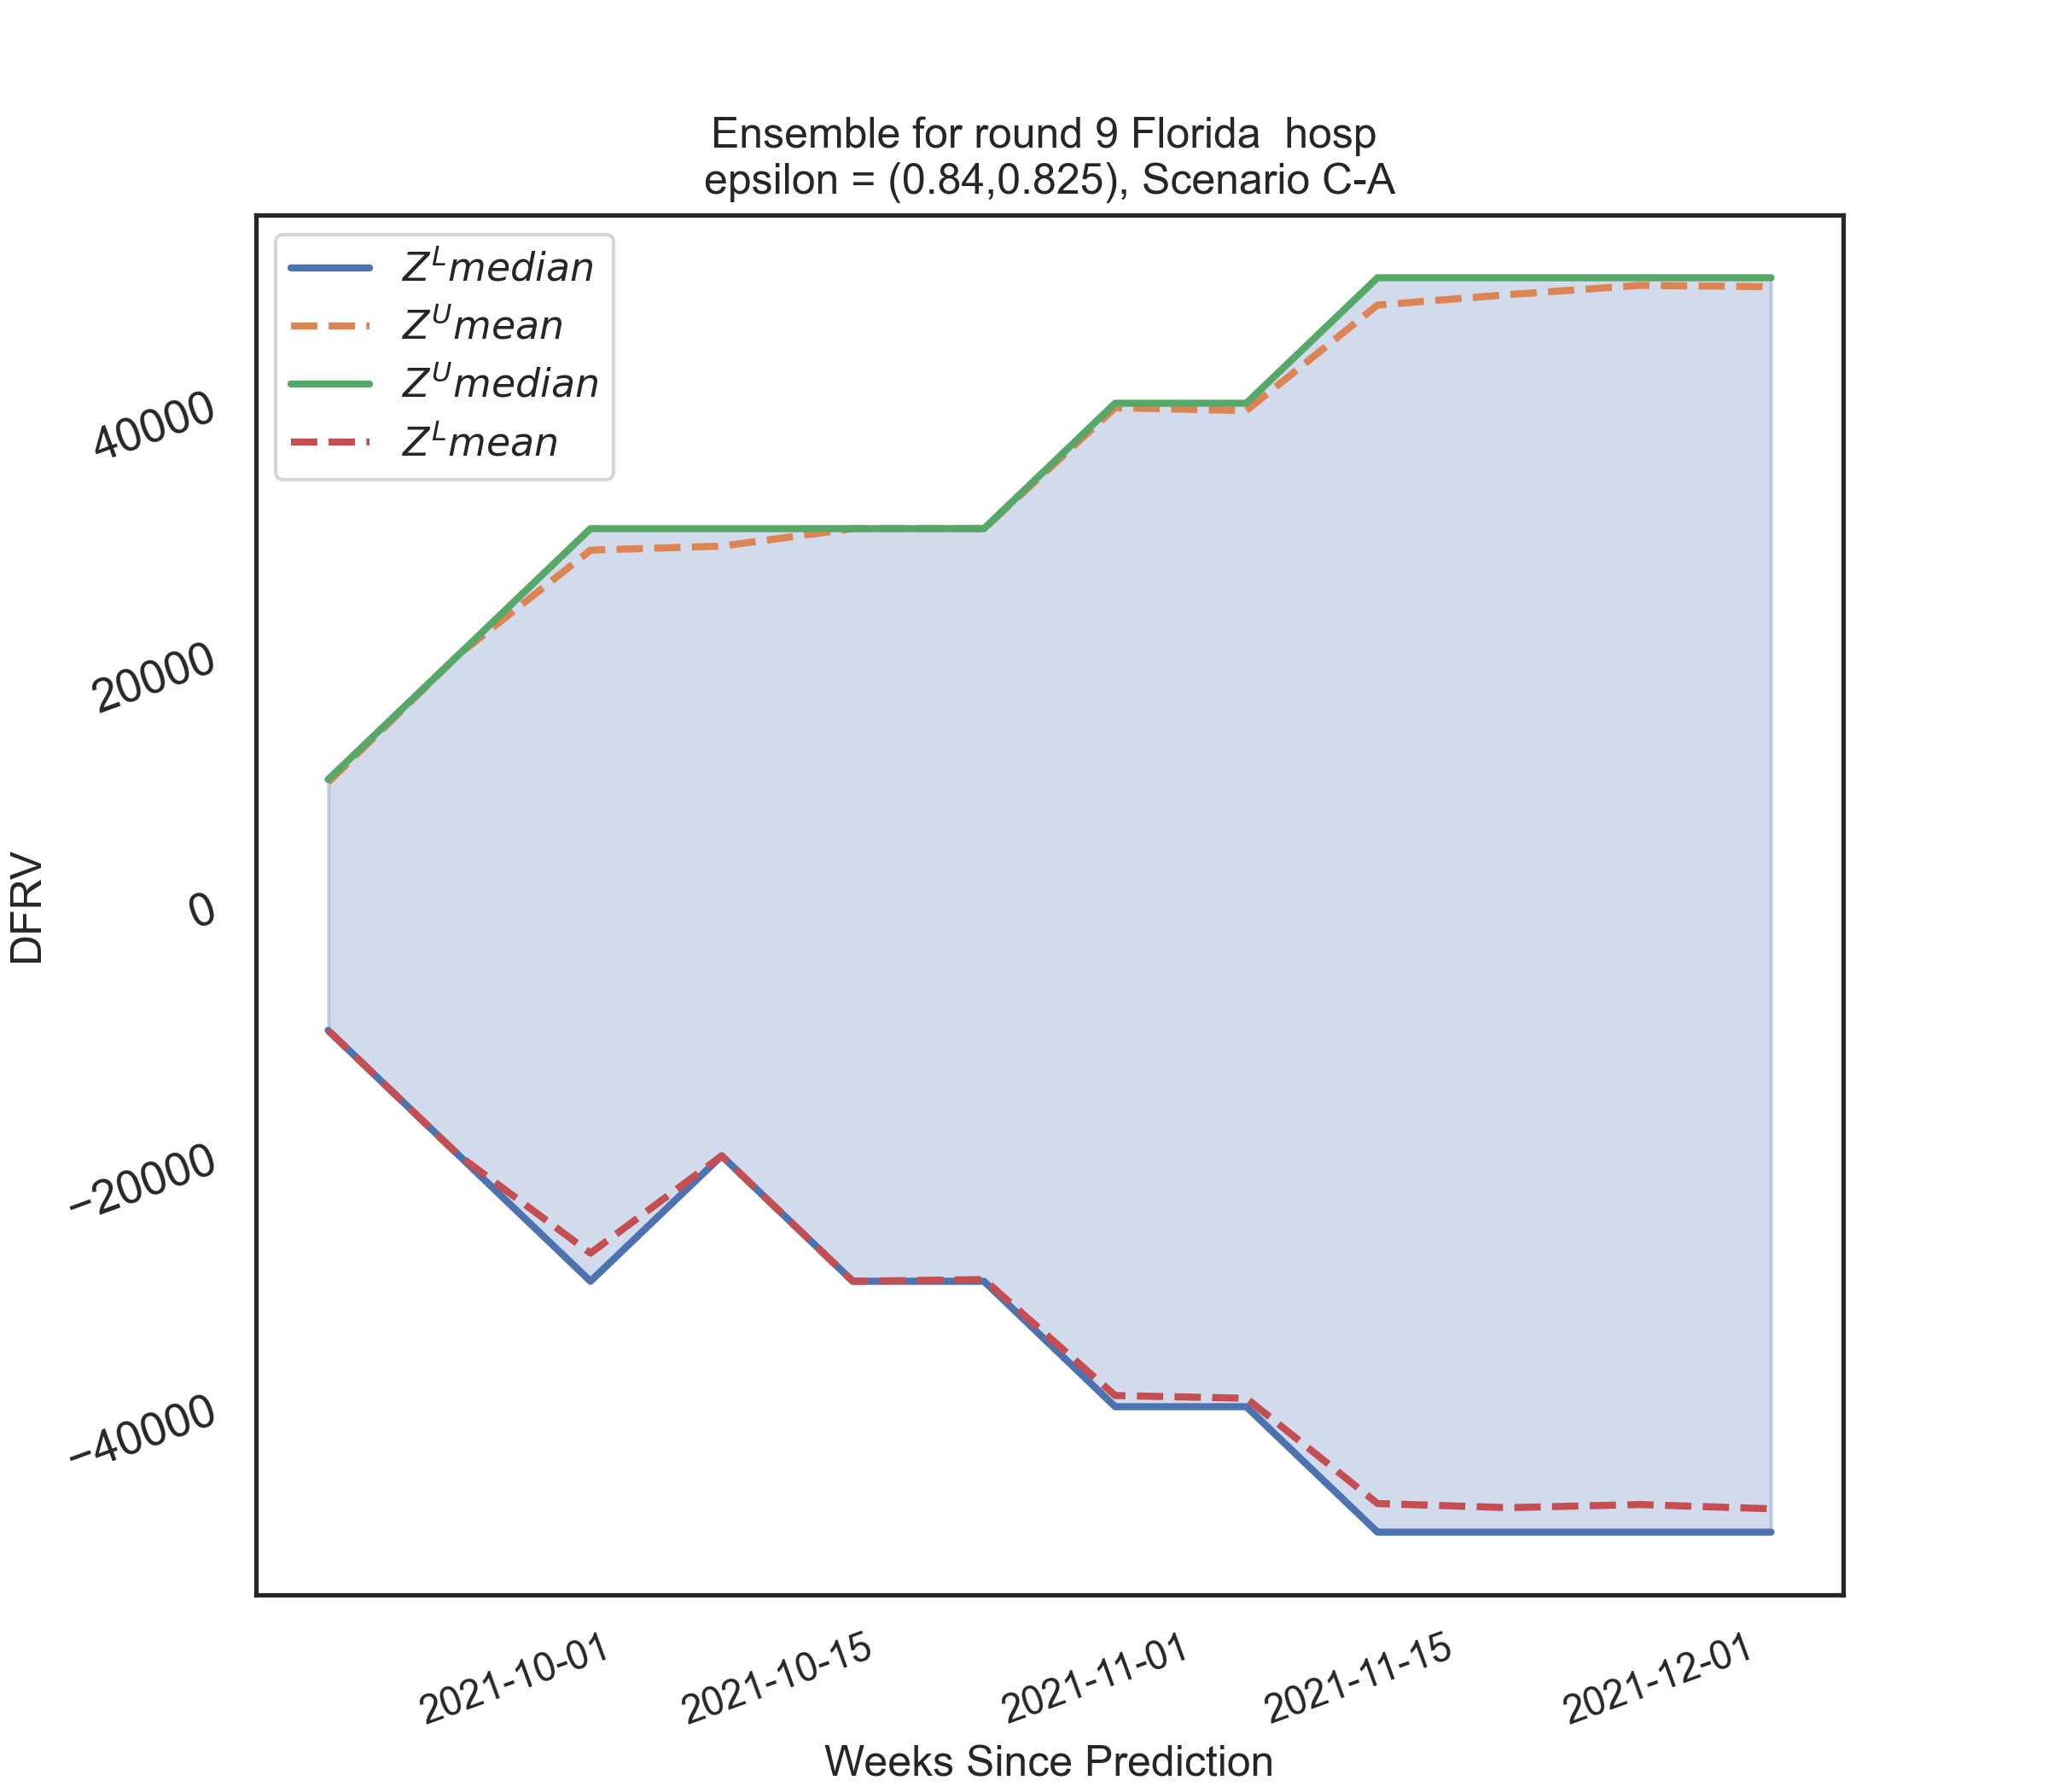 Ensemble for round 9 Florida  hosp
epsilon = (0.84,0.825), Scenario C-A
Z^L median
Z^U mean
Z^U median
Z^L mean
40000
20000
0
−20000
−40000
DFRV
2021-10-01
2021-10-15
2021-11-01
2021-11-15
2021-12-01
Weeks Since Prediction